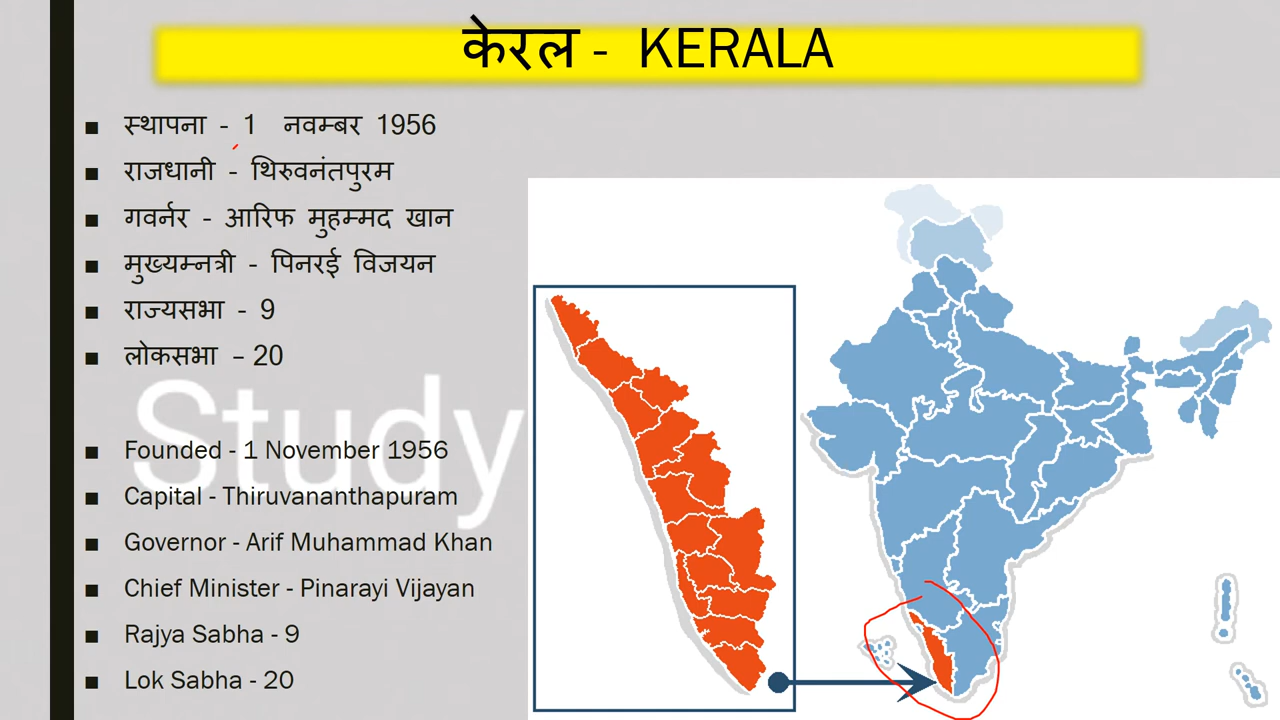 केरल - KERALA
स्थापना - 1 नवम्बर 1956
राजधानी - थिरुवनंतपुरम
गवर्नर - आरिफ मुहम्मद खान
मुख्यम्नत्री - पिनरई विजयन
राज्यसभा - 9
लोकसभा – 20
Study
Founded - 1 November 1956
Capital - Thiruvananthapuram
Governor - Arif Muhammad Khan
Chief Minister - Pinarayi Vijayan
Rajya Sabha - 9
Lok Sabha - 20